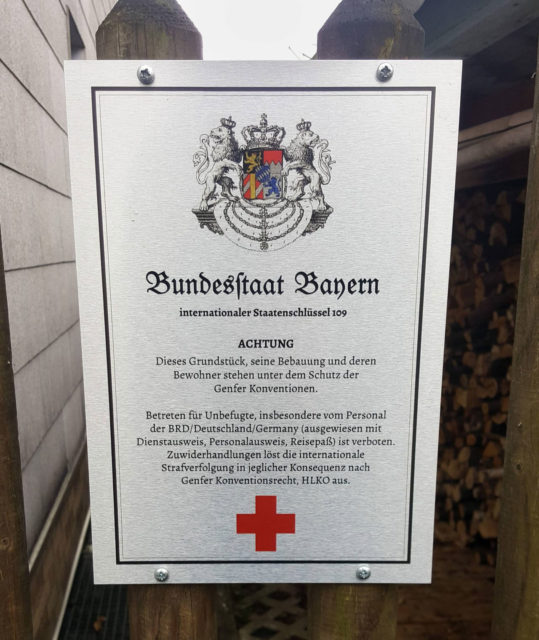 Bundesſtaat Bayern
internationaler Staatenschlüssel 109
ACHTUNG
Dieses Grundstück, seine Bebauung und deren
Bewohner stehen unter dem Schutz der
Genfer Konventionen.
Betreten für Unbefugte, insbesondere vom Personal
der BRD/Deutschland/Germany (ausgewiesen mit
Dienstausweis, Personalausweis, Reisepaß) ist verboten.
Zuwiderhandlungen löst die internationale
Strafverfolgung in jeglicher Konsequenz nach
Genfer Konventionsrecht, HLKO aus.